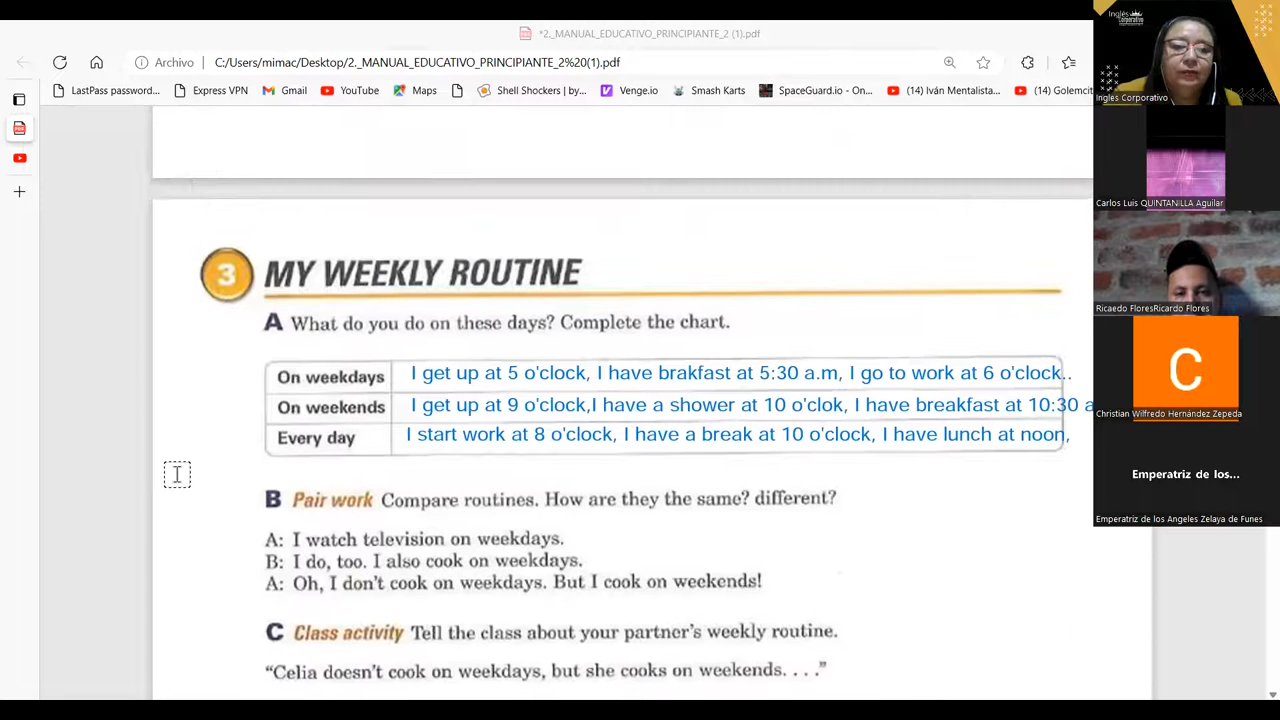 *2._MANUAL_EDUCATIVO_PRINCIPIANTE_2 (1).pdf
Archivo C:/Users/mimac/Desktop/2._MANUAL_EDUCATIVO_PRINCIPIANTE_2%20(1).pdf
LastPass password... Express VPN Gmail YouTube Maps Shell Shockers | by... Venge.io Smash Karts SpaceGuard.io - On... (14) Iván Mentalista... (14) Golemcit
Inglés Corporativo
Inglés Corporativo
Carlos Luis QUINTANILLA Aguilar
Ricaedo FloresRicardo Flores
C
Christian Wilfredo Hernández Zepeda
Emperatriz de los...
Emperatriz de los Angeles Zelaya de Funes
3 MY WEEKLY ROUTINE
A What do you do on these days? Complete the chart.
On weekdays I get up at 5 o'clock, I have brakfast at 5:30 a.m, I go to work at 6 o'clock..
On weekends I get up at 9 o'clock,I have a shower at 10 o'clok, I have breakfast at 10:30 a
Every day I start work at 8 o'clock, I have a break at 10 o'clock, I have lunch at noon,
B Pair work Compare routines. How are they the same? different?
A: I watch television on weekdays.
B: I do, too. I also cook on weekdays.
A: Oh, I don't cook on weekdays. But I cook on weekends!
C Class activity Tell the class about your partner's weekly routine.
"Celia doesn't cook on weekdays, but she cooks on weekends. . . ."